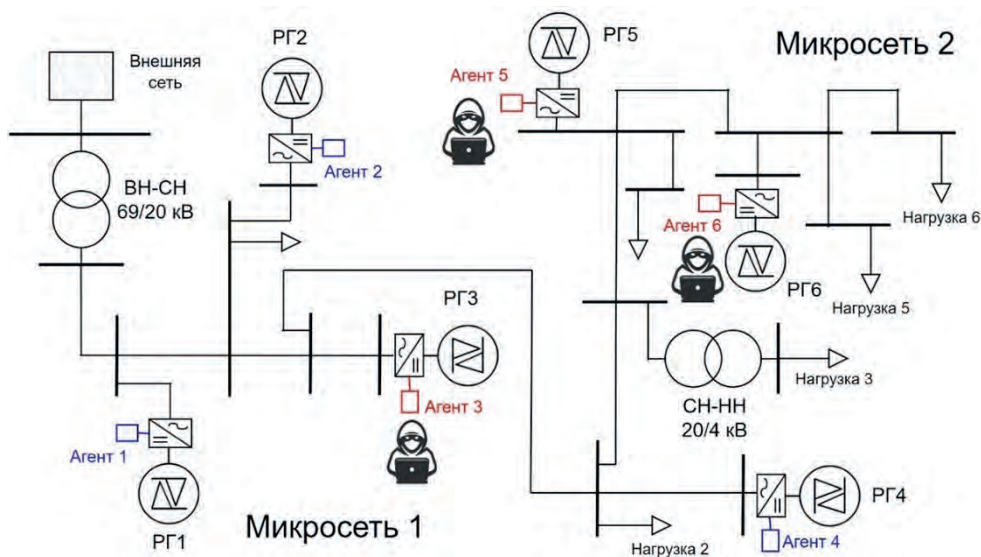 Внешняя
сеть
РГ2
РГ5
Микросеть 2
Агент 5
ВН-СН
69/20 кВ
Агент 2
Агент 6
Нагрузка 6
РГ3
РГ6
Нагрузка 5
Агент 3
Нагрузка 3
СН-НН
20/4 кВ
Агент 1
РГ4
РГ1
Микросеть 1
Нагрузка 2
Агент 4